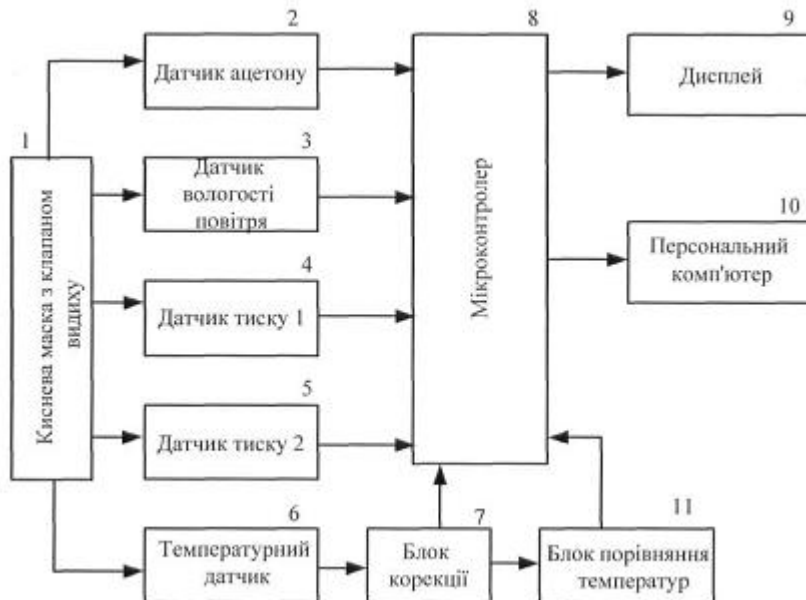 2
8
9
Датчик ацетону
Дисплей
1
3
Датчик
вологості
повітря
10
Персональний
комп'ютер
4
Датчик тиску 1
Киснева маска з клапаном
видиху
Мікроконтролер
5
Датчик тиску 2
6
7
11
Температурний
датчик
Блок
корекції
Блок порівняння
температур